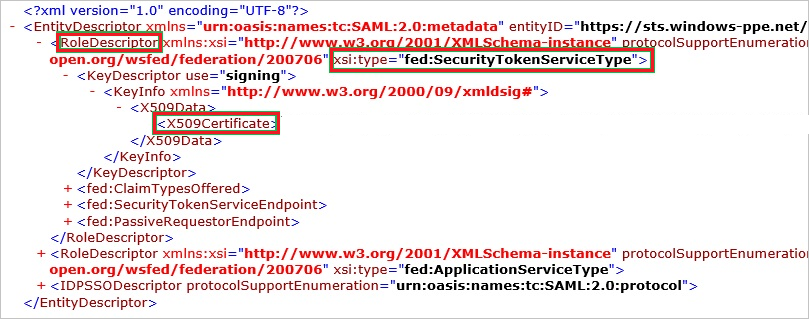 <?xml version="1.0" encoding="UTF-8"?>
- <EntityDescriptor xmlns="urn:oasis:names:tc:SAML:2.0:metadata" entityID="https://sts.windows-ppe.net/
- <RoleDescriptor xmlns:xsi="http://www.w3.org/2001/XMLSchema-instance" protocolSupportEnumeration
open.org/wsfed/federation/200706" xsi:type="fed:SecurityTokenServiceType">
- <KeyDescriptor use="signing">
- <KeyInfo xmlns="http://www.w3.org/2000/09/xmldsig#">
- <X509Data>
<X509Certificate>
</X509Data>
</KeyInfo>
</KeyDescriptor>
+ <fed:ClaimTypesOffered>
+ <fed:SecurityTokenServiceEndpoint>
+ <fed:PassiveRequestorEndpoint>
</RoleDescriptor>
+ <RoleDescriptor xmlns:xsi="http://www.w3.org/2001/XMLSchema-instance" protocolSupportEnumeration
open.org/wsfed/federation/200706" xsi:type="fed:ApplicationServiceType">
+ <IDPSSODescriptor protocolSupportEnumeration="urn:oasis:names:tc:SAML:2.0:protocol">
</EntityDescriptor>